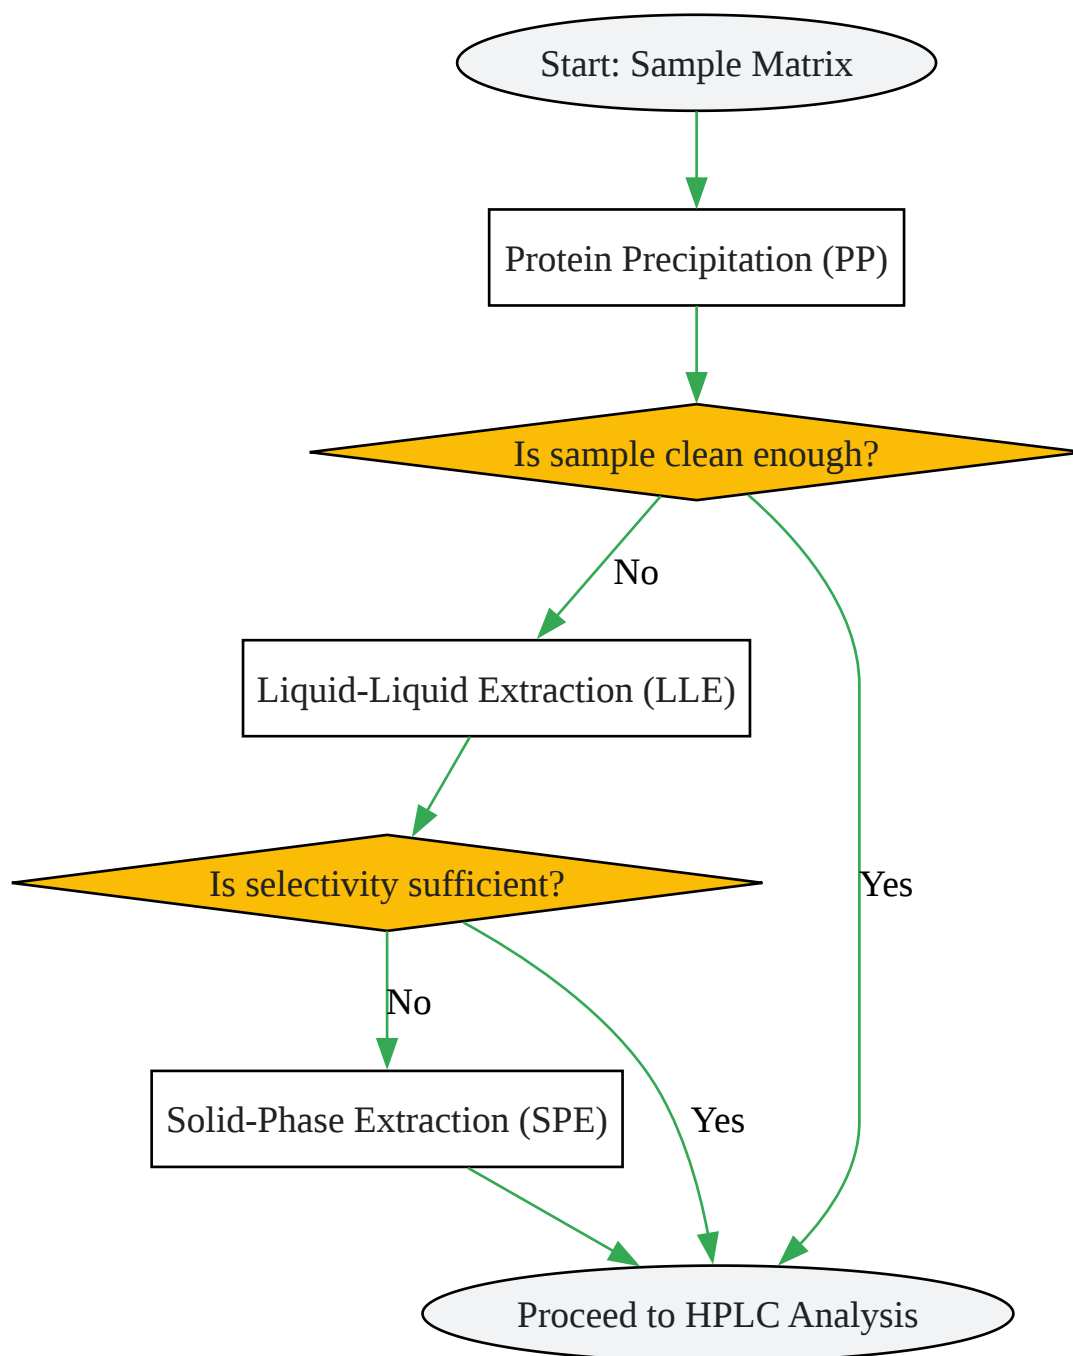 Start: Sample Matrix
Protein Precipitation (PP)
Is sample clean enough?
No
Liquid-Liquid Extraction (LLE)
Is selectivity sufficient?
Yes
No
Solid-Phase Extraction (SPE)
Yes
Proceed to HPLC Analysis